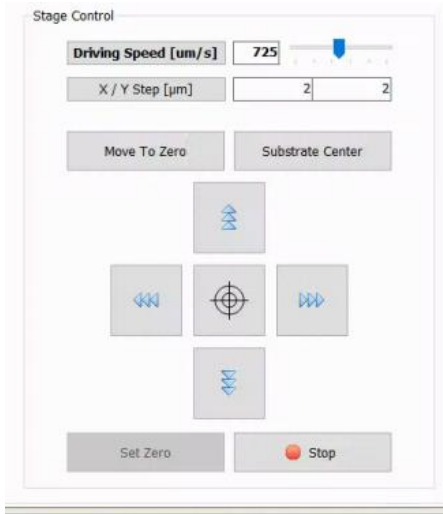 Stage Control
Driving Speed [um/s] 725
X / Y Step [µm] 2 2
Move To Zero Substrate Center
Set Zero Stop